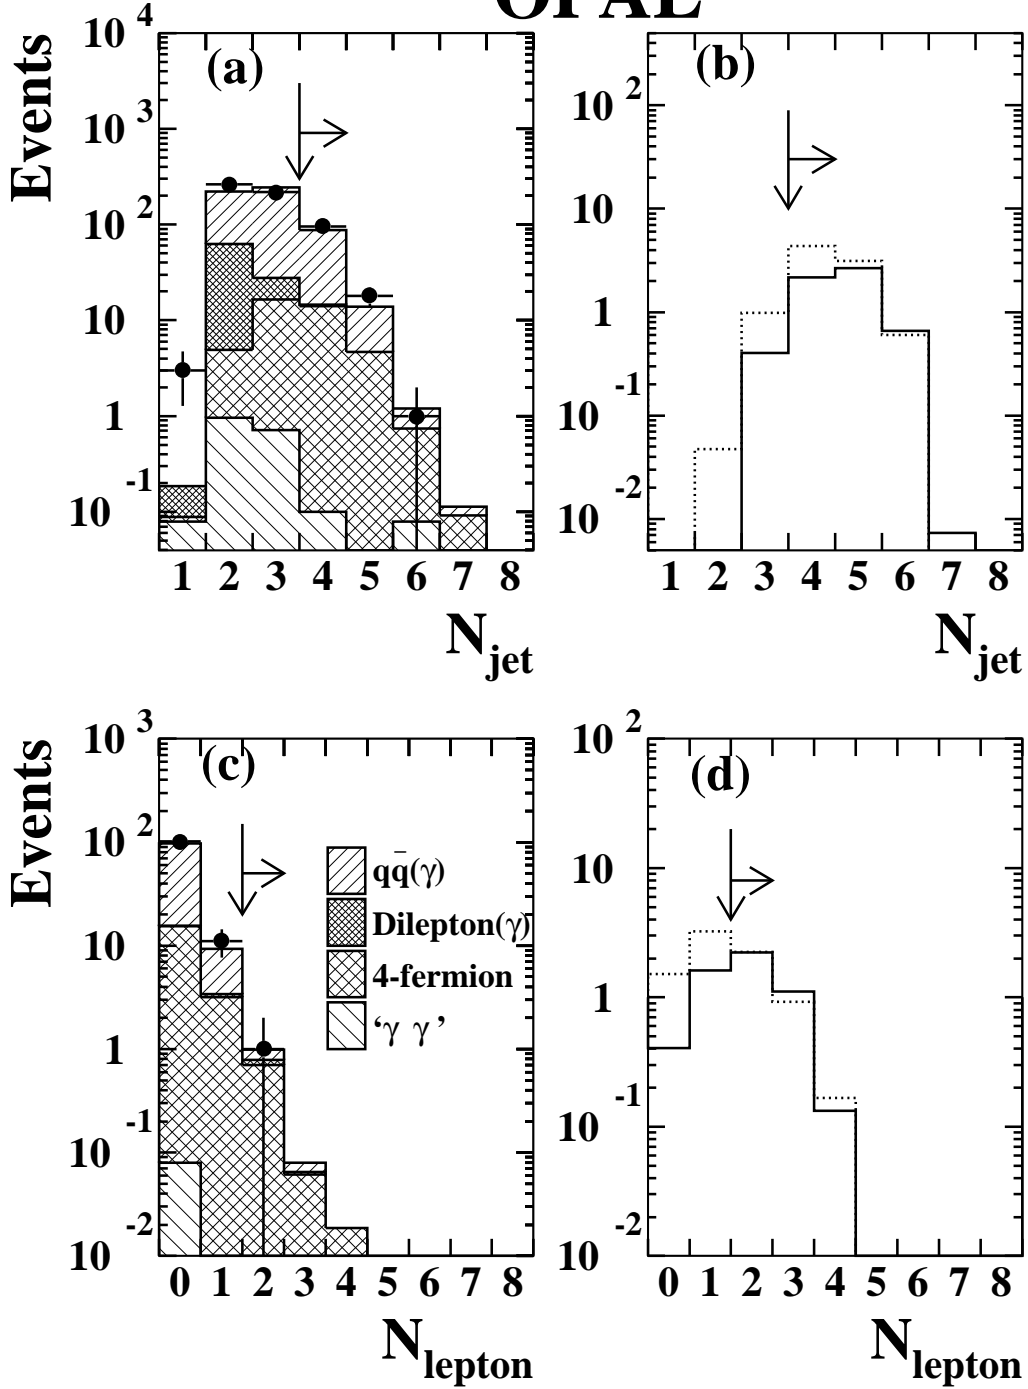 OPAL
Events
(a)
10 4
10 3
10 2
10
1
10 -1
1 2 3 4 5 6 7 8
N jet
(b)
10 2
10
1
10 -1
10 -2
1 2 3 4 5 6 7 8
N jet
Events
(c)
10 3
10 2
10
1
10 -1
10 -2
qq̄(γ)
Dilepton(γ)
4-fermion
‘γ γ’
0 1 2 3 4 5 6 7 8
N lepton
(d)
10 2
10
1
10 -1
10 -2
0 1 2 3 4 5 6 7 8
N lepton